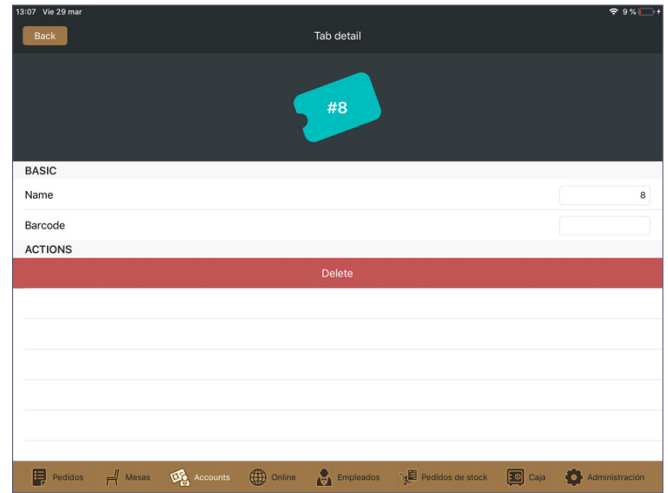 13:07 Vie 29 mar 9 %
Back Tab detail
#8
BASIC
Name 8
Barcode
ACTIONS
Delete
Pedidos Mesas Accounts Online Empleados Pedidos de stock Caja Administración